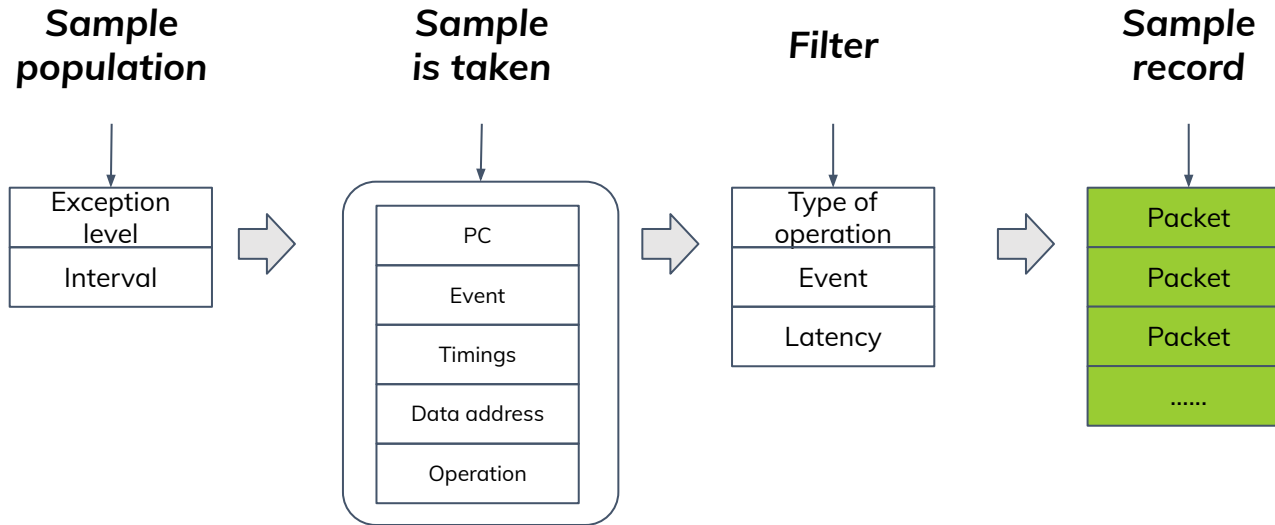 Sample
population
Sample
is taken
Filter
Sample
record
Exception
level
Interval
PC
Event
Timings
Data address
Operation
Type of
operation
Event
Latency
Packet
Packet
Packet
......